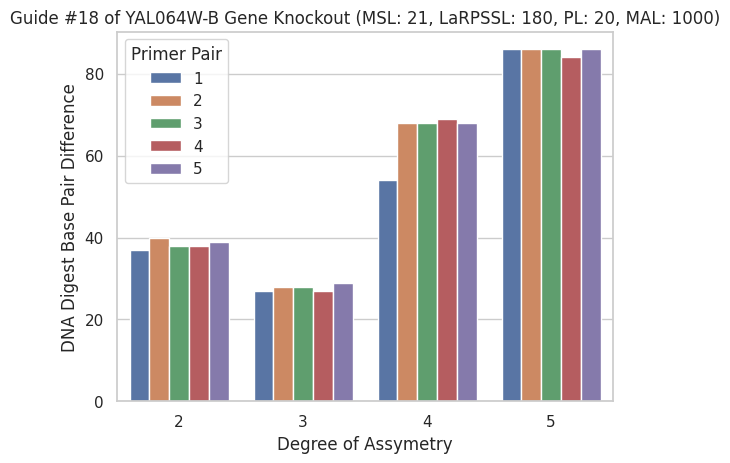 Guide #18 of YAL064W-B Gene Knockout (MSL: 21, LaRPSSL: 180, PL: 20, MAL: 1000)
Primer Pair
1
2
3
4
5
DNA Digest Base Pair Difference
80
60
40
20
0
2 3 4 5
Degree of Assymetry